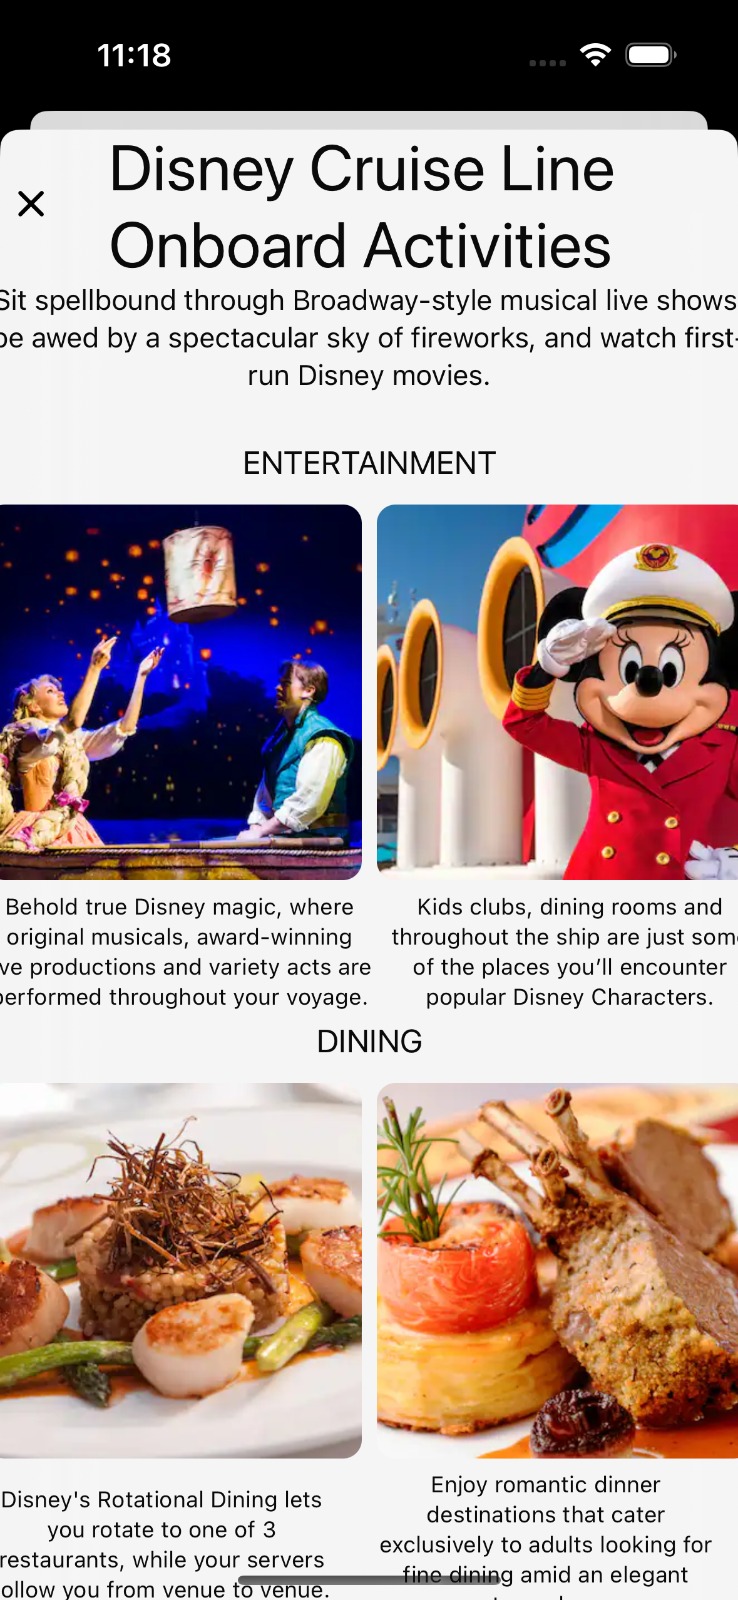 11:18
Disney Cruise Line
Onboard Activities
Sit spellbound through Broadway-style musical live shows,
be awed by a spectacular sky of fireworks, and watch first-
run Disney movies.
ENTERTAINMENT
Behold true Disney magic, where
original musicals, award-winning
productions and variety acts are
performed throughout your voyage.
Kids clubs, dining rooms and
throughout the ship are just some
of the places you’ll encounter
popular Disney Characters.
DINING
Disney's Rotational Dining lets
you rotate to one of 3
restaurants, while your servers
follow you from venue to venue.
Enjoy romantic dinner
destinations that cater
exclusively to adults looking for
fine dining amid an elegant